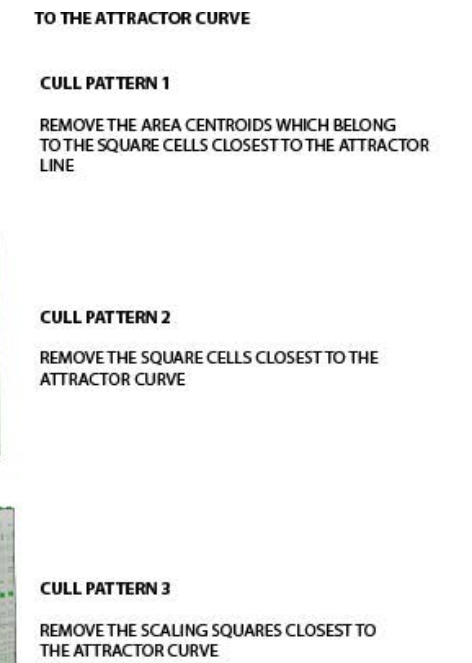 TO THE ATTRACTOR CURVE
CULL PATTERN 1
REMOVE THE AREA CENTROIDS WHICH BELONG
TO THE SQUARE CELLS CLOSEST TO THE ATTRACTOR
LINE
CULL PATTERN 2
REMOVE THE SQUARE CELLS CLOSEST TO THE
ATTRACTOR CURVE
CULL PATTERN 3
REMOVE THE SCALING SQUARES CLOSEST TO
THE ATTRACTOR CURVE